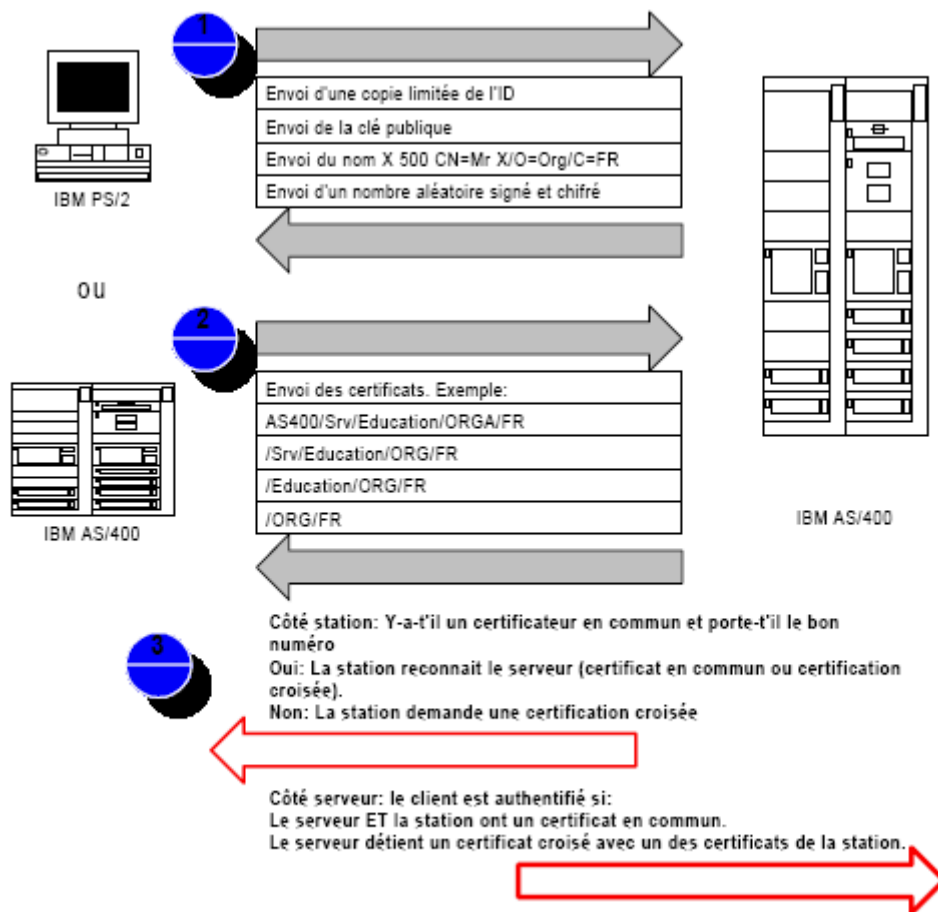 1
Envoi d'une copie limitée de l'ID
Envoi de la clé publique
Envoi du nom X 500 CN=Mr X/O=Org/C=FR
Envoi d'un nombre aléatoire signé et chifré
IBM PS/2
ou
2
Envoi des certificats. Exemple:
AS400/Srv/Education/ORGA/FR
/Srv/Education/ORG/FR
/Education/ORG/FR
/ORG/FR
IBM AS/400
IBM AS/400
3
Côté station: Y-a-t'il un certificateur en commun et porte-t'il le bon
numéro
Oui: La station reconnait le serveur (certificat en commun ou certification
croisée).
Non: La station demande une certification croisée
Côté serveur: le client est authentifié si:
Le serveur ET la station ont un certificat en commun.
Le serveur détient un certificat croisé avec un des certificats de la station.